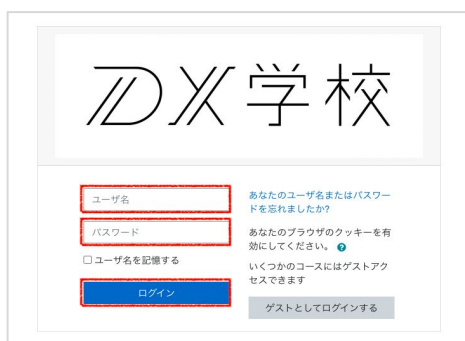 DX学校
ユーザ名
パスワード
ユーザ名を記憶する
ログイン
あなたのユーザ名またはパスワー
ドを忘れましたか?
あなたのブラウザのクッキーを有
効にしてください。 ?
いくつかのコースにはゲストアク
セスできます
ゲストとしてログインする